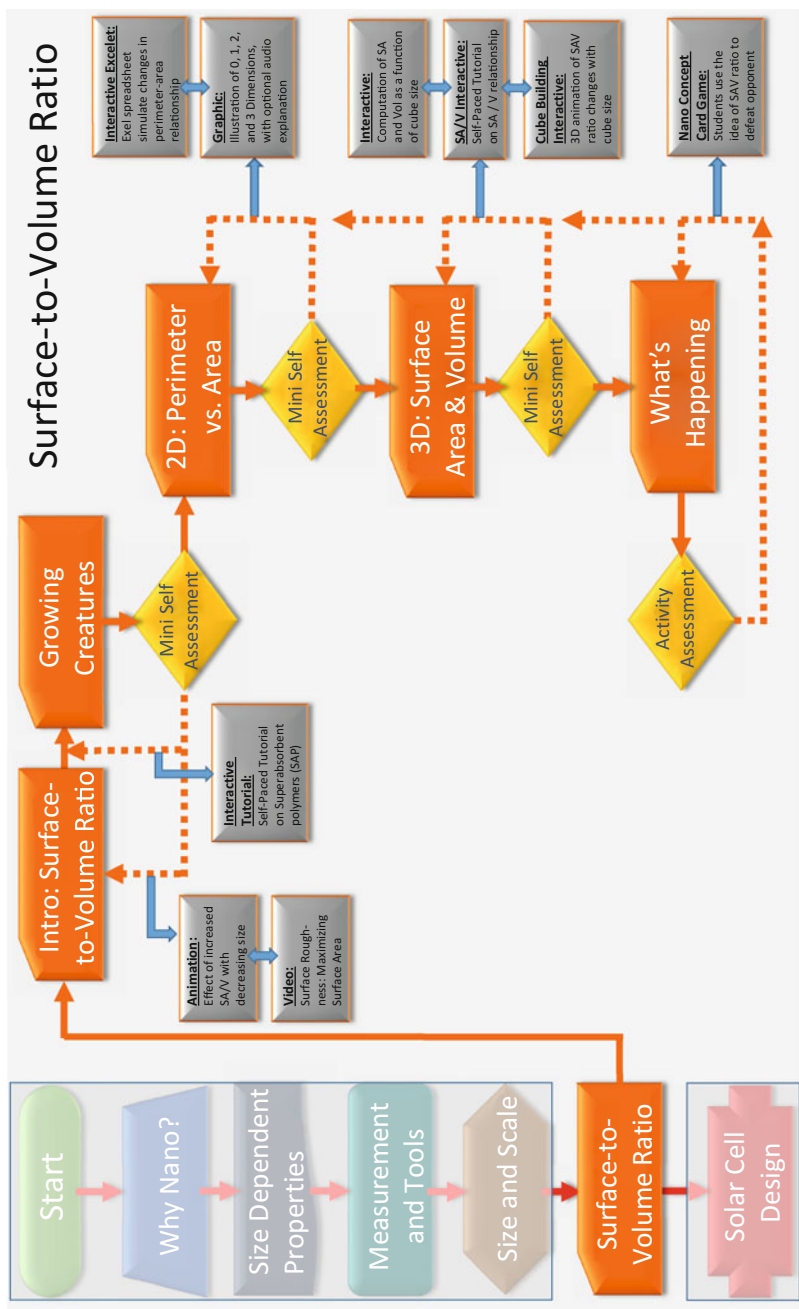 Surface-to-Volume Ratio
Start
Why Nano?
Size Dependent
Properties
Measurement
and Tools
Size and Scale
Surface-to-
Volume Ratio
Solar Cell
Design
Intro: Surface-
to-Volume Ratio
Animation:
Effect of increased
SA/V with
decreasing size
Video:
Surface Rough-
ness: Maximizing
Surface Area
Interactive
Tutorial:
Self-Paced Tutorial
on Superabsorbent
polymers (SAP)
Growing
Creatures
Mini Self
Assessment
2D: Perimeter
vs. Area
Mini Self
Assessment
3D: Surface
Area & Volume
Mini Self
Assessment
What's
Happening
Activity
Assessment
Interactive Excelet:
Exel spreadsheet
simulate changes in
perimeter-area
relationship
Graphic:
Illustration of 0, 1, 2,
and 3 Dimensions,
with optional audio
explanation
Interactive:
Computation of SA
and Vol as a function
of cube size
SA/V Interactive:
Self-Paced Tutorial
on SA / V relationship
Cube Building
Interactive:
3D animation of SAV
ratio changes with
cube size
Nano Concept
Card Game:
Students use the
idea of SAV ratio to
defeat opponent